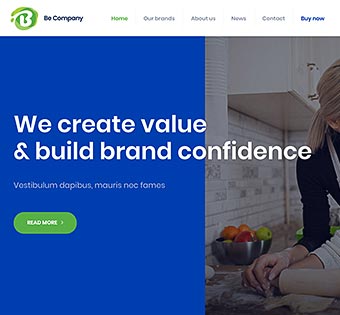 B
Be Company
Home Our brands About us News Contact Buy now
We create value
& build brand confidence
Vestibulum dapibus, mauris nec fames
READ MORE >